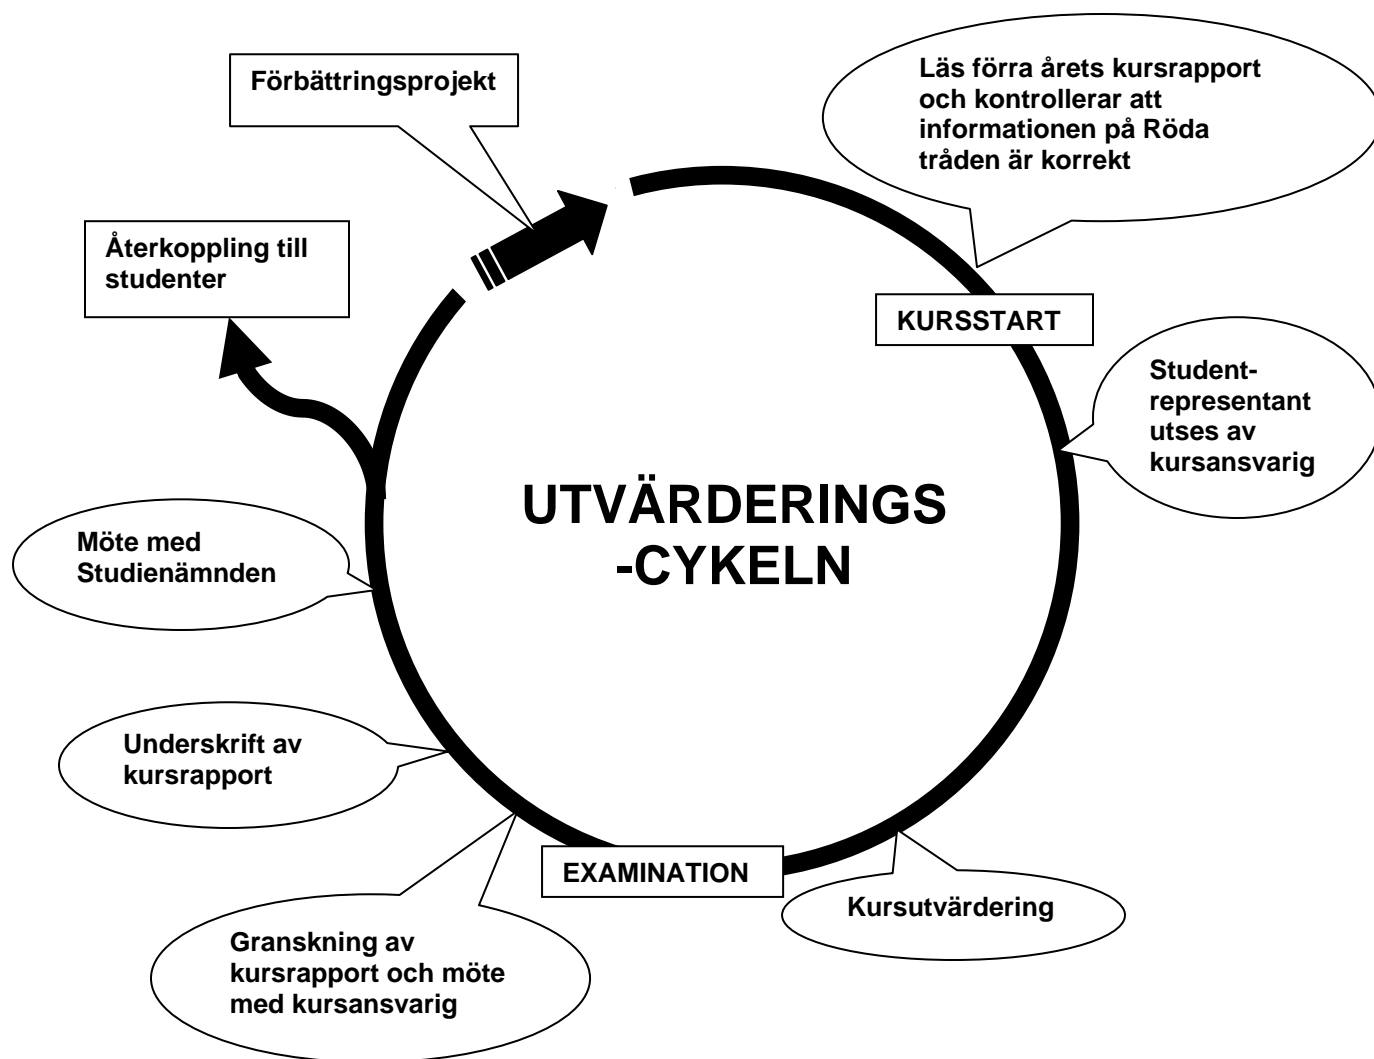 Förbättringsprojekt
Läs förra årets kursrapport
och kontrollerar att
informationen på Röda
tråden är korrekt
Återkoppling till
studenter
KURSSTART
Student-
representant
utses av
kursansvarig
UTVÄRDERINGS
-CYKELN
Möte med
Studienämnden
Underskrift av
kursrapport
EXAMINATION
Kursutvärdering
Granskning av
kursrapport och möte
med kursansvarig